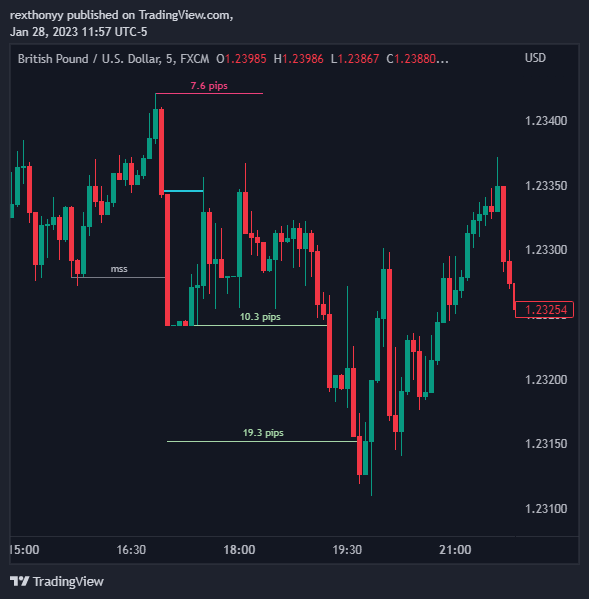 rexthonyy published on TradingView.com,
Jan 28, 2023 11:57 UTC-5
British Pound / U.S. Dollar, 5, FXCM O1.23985 H1.23986 L1.23867 C1.23880...
USD
7.6 pips
1.23400
1.23350
1.23300
mss
1.23254
10.3 pips
1.23200
19.3 pips
1.23150
1.23100
15:00 16:30 18:00 19:30 21:00
TradingView